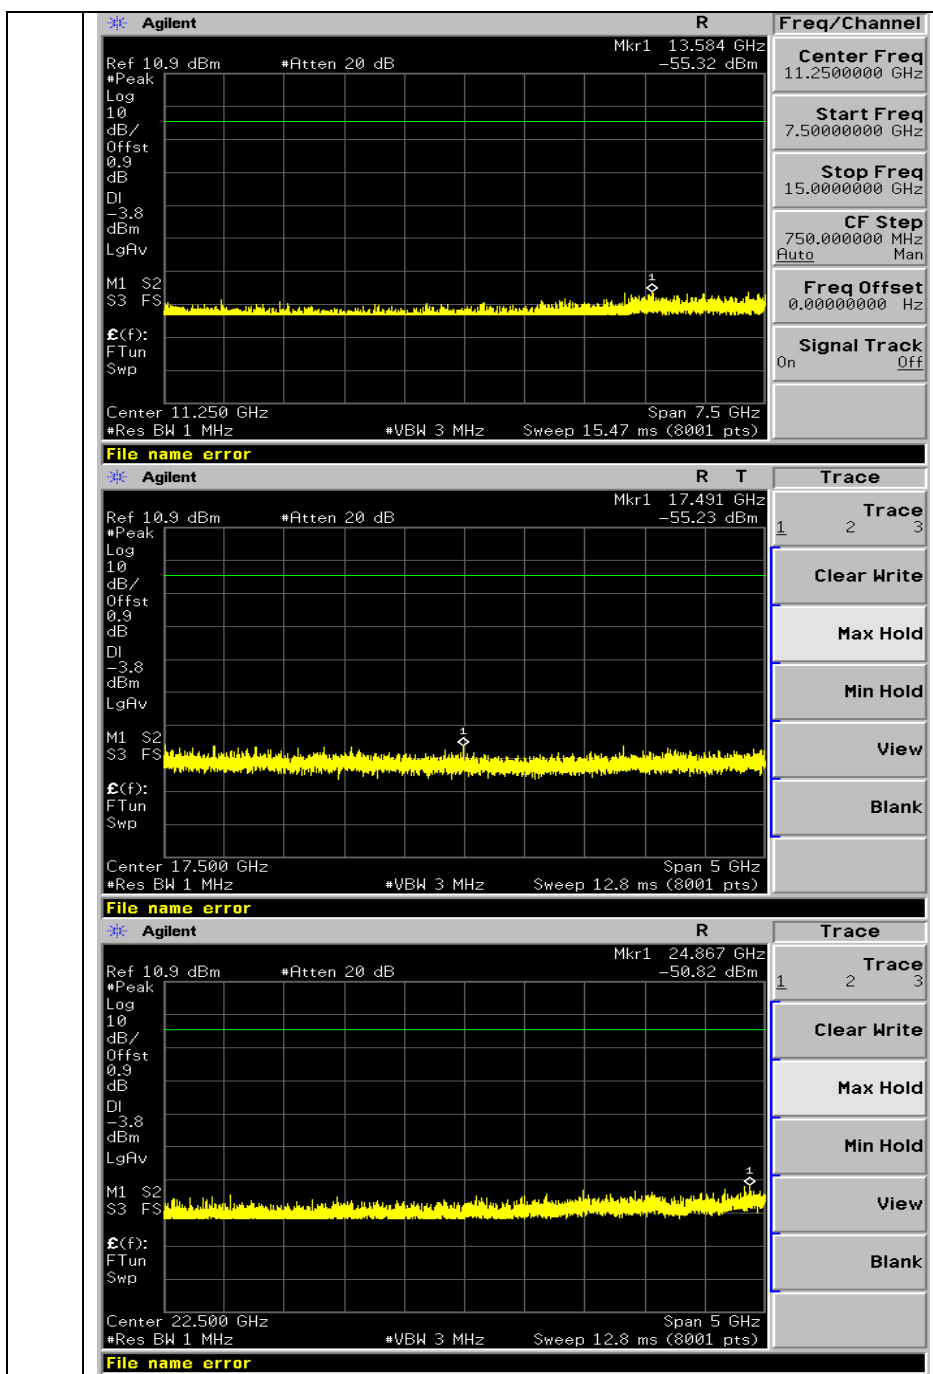 Agilent R Freq/Channel
Mkr1 13.584 GHz
Ref 10.9 dBm #Atten 20 dB -55.32 dBm
#Peak
Log
10
dB/
Offst
0.9
dB
DI
-3.8
dBm
LgAv
M1 S2
S3 FS
£(f):
FTun
Swp
1
Center 11.250 GHz Span 7.5 GHz
#Res BW 1 MHz #VBW 3 MHz Sweep 15.47 ms (8001 pts)
File name error
Center Freq
11.2500000 GHz
Start Freq
7.50000000 GHz
Stop Freq
15.0000000 GHz
CF Step
750.000000 MHz
Auto Man
Freq Offset
0.00000000 Hz
Signal Track
On Off
Agilent R T Trace
Mkr1 17.491 GHz
Ref 10.9 dBm #Atten 20 dB -55.23 dBm
#Peak
Log
10
dB/
Offst
0.9
dB
DI
-3.8
dBm
LgAv
M1 S2
S3 FS
£(f):
FTun
Swp
1
Center 17.500 GHz Span 5 GHz
#Res BW 1 MHz #VBW 3 MHz Sweep 12.8 ms (8001 pts)
File name error
Trace
1 2 3
Clear Write
Max Hold
Min Hold
View
Blank
Agilent R Trace
Mkr1 24.867 GHz
Ref 10.9 dBm #Atten 20 dB -50.82 dBm
#Peak
Log
10
dB/
Offst
0.9
dB
DI
-3.8
dBm
LgAv
M1 S2
S3 FS
£(f):
FTun
Swp
1
Center 22.500 GHz Span 5 GHz
#Res BW 1 MHz #VBW 3 MHz Sweep 12.8 ms (8001 pts)
File name error
Trace
1 2 3
Clear Write
Max Hold
Min Hold
View
Blank